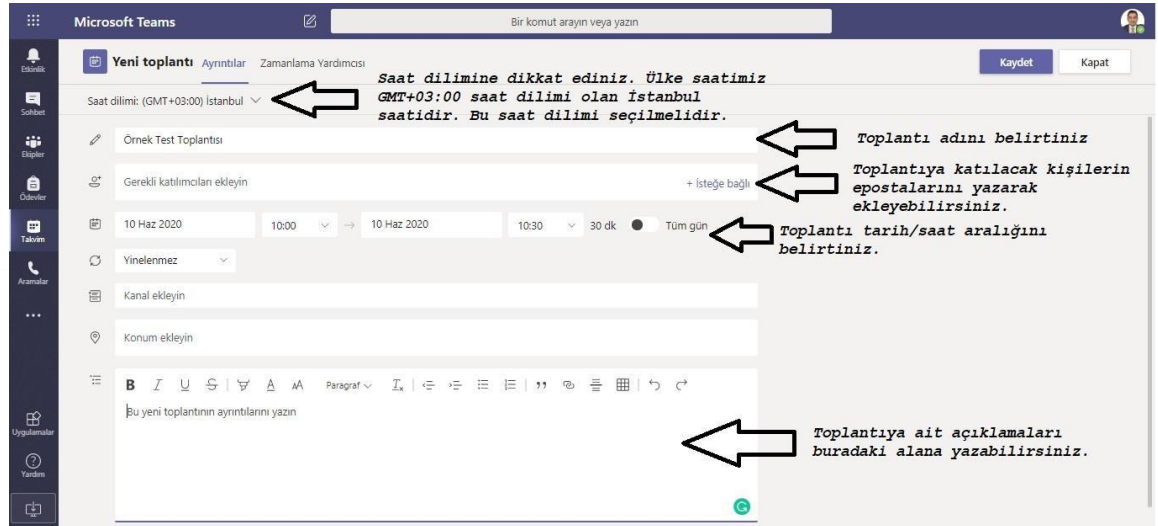 Microsoft Teams
Bir komut arayın veya yazın
Etkinlik
Sohbet
Ekipler
Ödevler
Takvim
Aramalar
Uygulamalar
Yardım
Yeni toplantı Ayrıntılar Zamanlama Yardımcısı
Kaydet Kapat
Saat dilimi: (GMT+03:00) İstanbul
Saat dilimine dikkat ediniz. Ülke saatimiz
GMT+03:00 saat dilimi olan İstanbul
saatidir. Bu saat dilimi seçilmelidir.
Örnek Test Toplantısı
Toplantı adını belirtiniz
Gerekli katılımcıları ekleyin + İsteğe bağlı
Toplantıya katılacak kişilerin
epostalarını yazarak
ekleyebilirsiniz.
10 Haz 2020 10:00 → 10 Haz 2020 10:30 30 dk Tüm gün
Toplantı tarih/saat aralığını
belirtiniz.
Yinelenmez
Kanal ekleyin
Konum ekleyin
B I U S A AA Paragraf
Bu yeni toplantının ayrıntılarını yazın
Toplantıya ait açıklamaları
buradaki alana yazabilirsiniz.